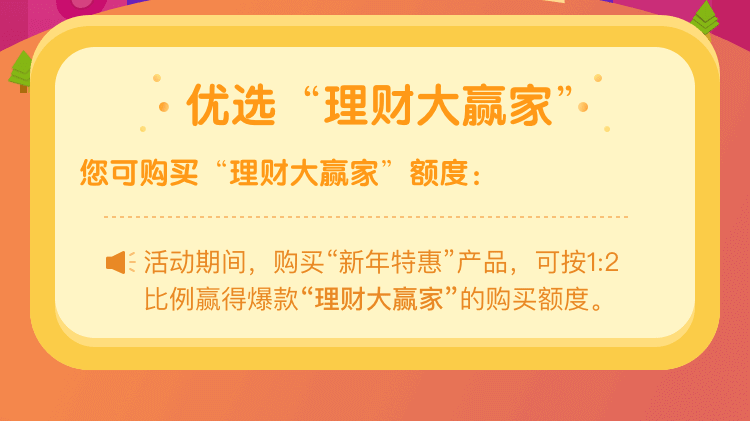 优选“理财大赢家”
您可购买“理财大赢家”额度：
活动期间，购买“新年特惠”产品，可按1:2
比例赢得爆款“理财大赢家”的购买额度。